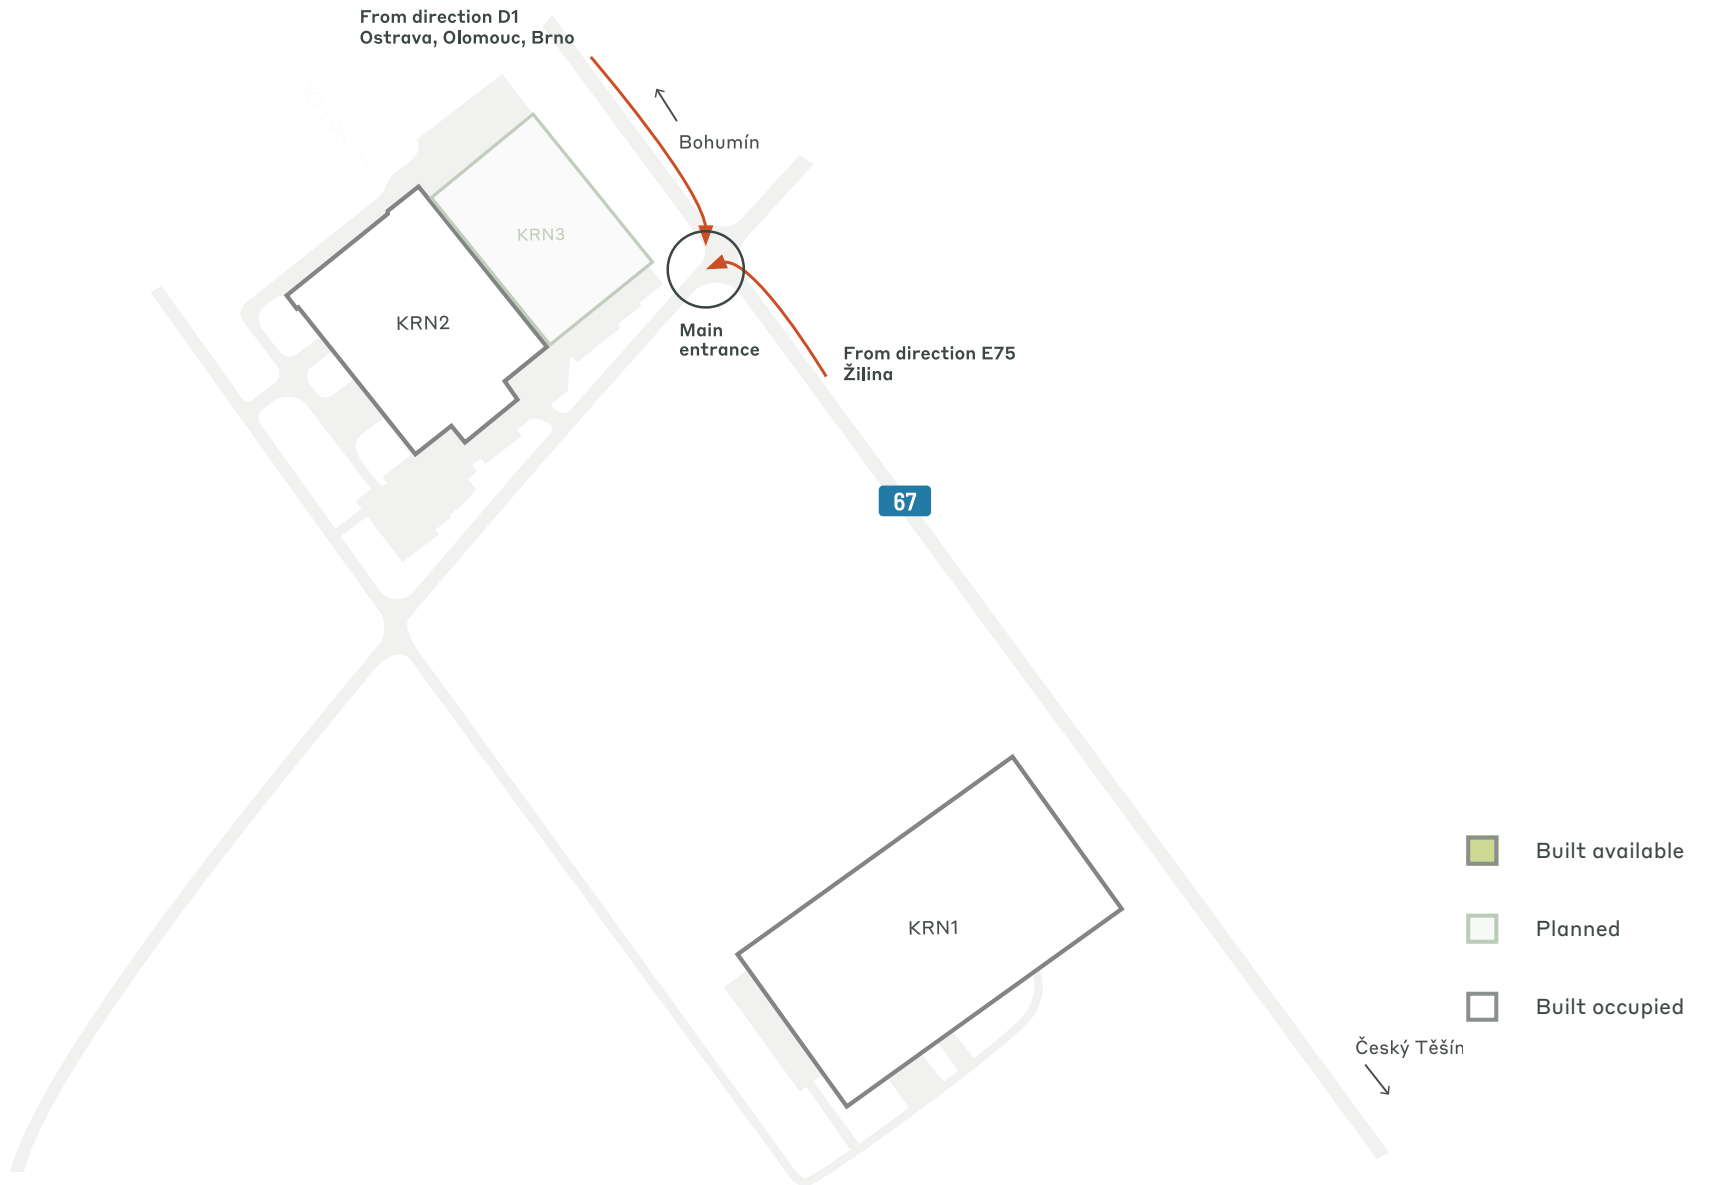 From direction D1
Ostrava, Olomouc, Brno
Bohumín
KRN3
KRN2
Main
entrance
From direction E75
Žilina
67
KRN1
Built available
Planned
Built occupied
Český Těšín